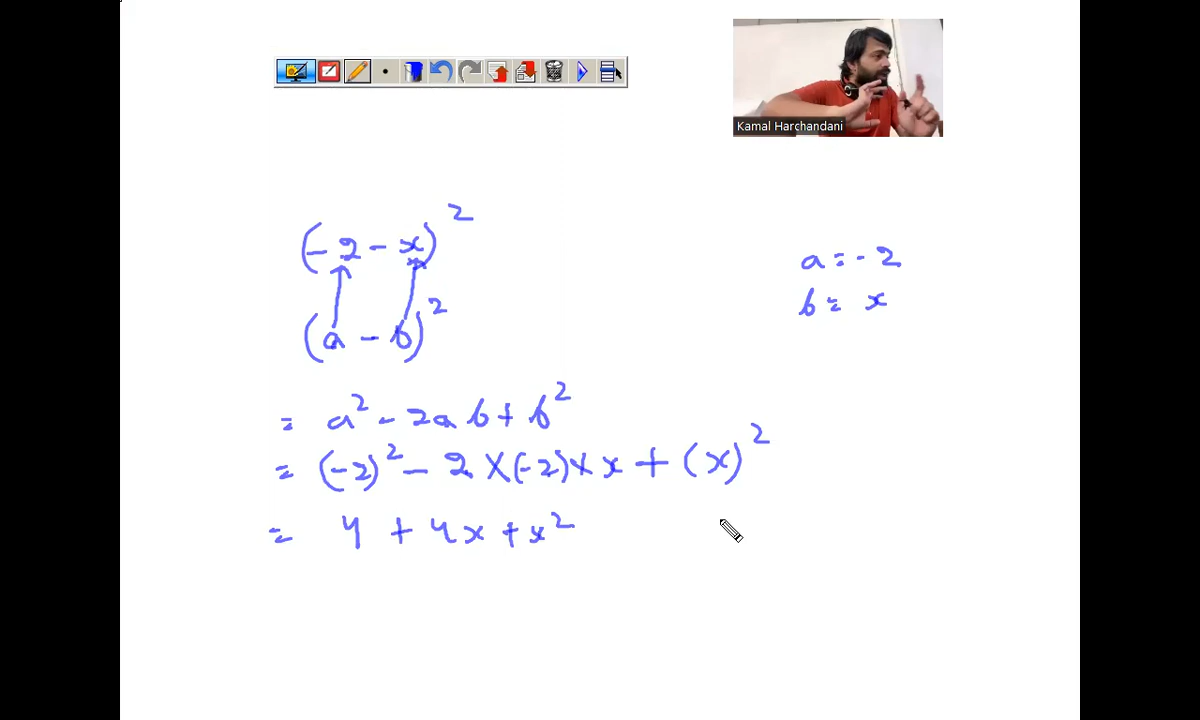 Kamal Harchandani
(-2 - x)²
a = -2
b = x
(a - b)²
= a² - 2ab + b²
= (-2)² - 2 × (-2) × x + (x)²
= 4 + 4x + x²